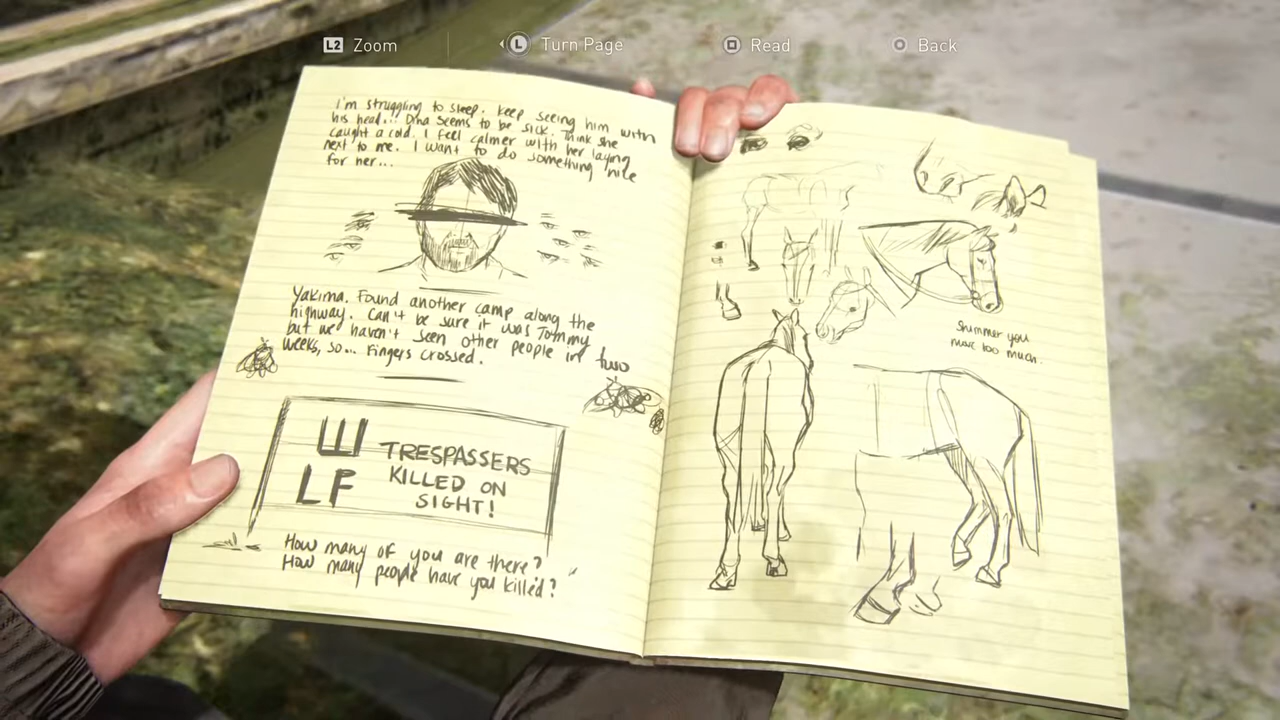 L2 Zoom
L Turn Page
Read
Back
I'm struggling to sleep. Keep seeing him with
his head... Dina seems to be sick. Think she
caught a cold. I feel calmer with her laying
next to me. I want to do something nice
for her...
Yakima. Found another camp along the
highway. Can't be sure it was Tommy
but we haven't seen other people in two
weeks, so... Fingers crossed.
W
LF
TRESPASSERS
KILLED ON
SIGHT!
How many of you are there?
How many people have you killed?
Shimmer you
move too much